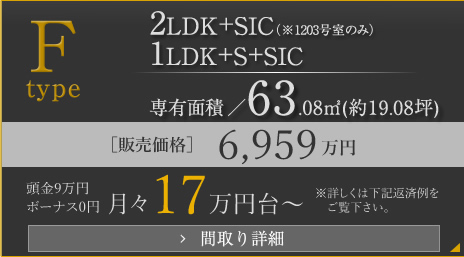 F
type
2LDK+SIC(※1203号室のみ)
1LDK+S+SIC
専有面積／63.08㎡(約19.08坪)
［販売価格］ 6,959万円
頭金9万円
ボーナス0円
月々17万円台〜
※詳しくは下記返済例を
ご覧下さい。
› 間取り詳細